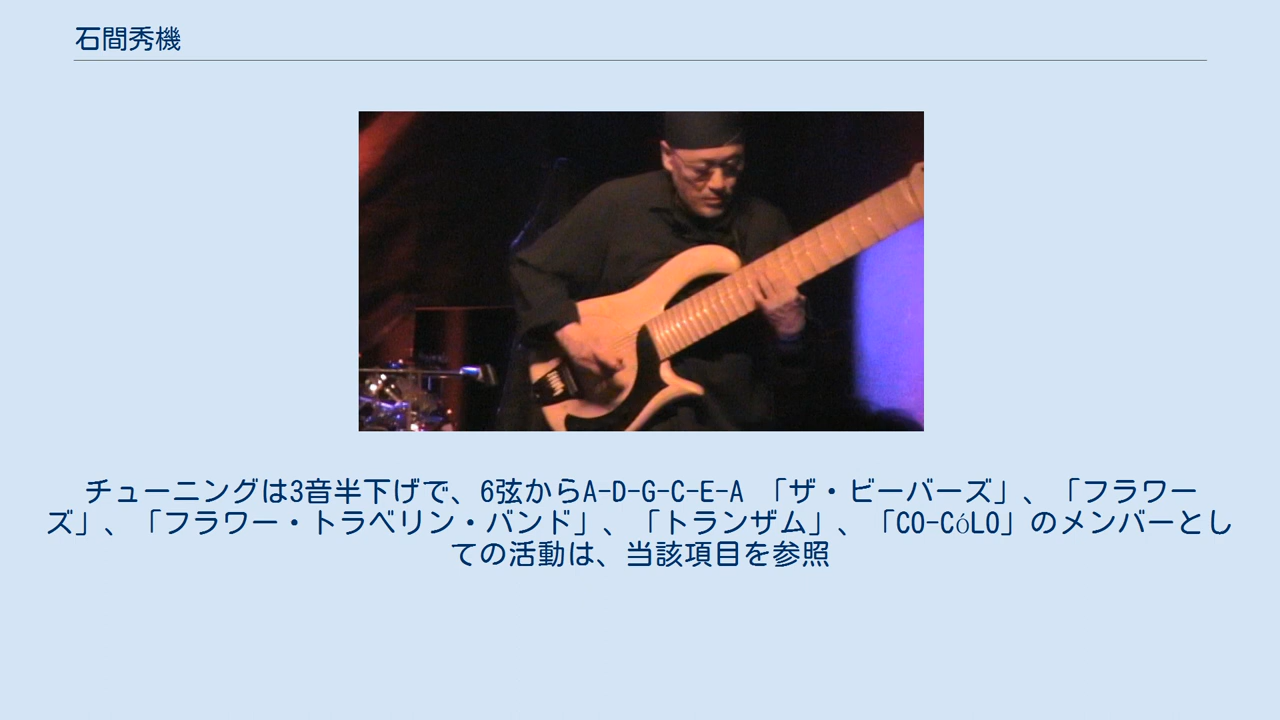 石間秀機
チューニングは3音半下げで、6弦からA-D-G-C-E-A 「ザ・ビーバーズ」、「フラワー
ズ」、「フラワー・トラベリン・バンド」、「トランザム」、「CO-CóLO」のメンバーとし
ての活動は、当該項目を参照